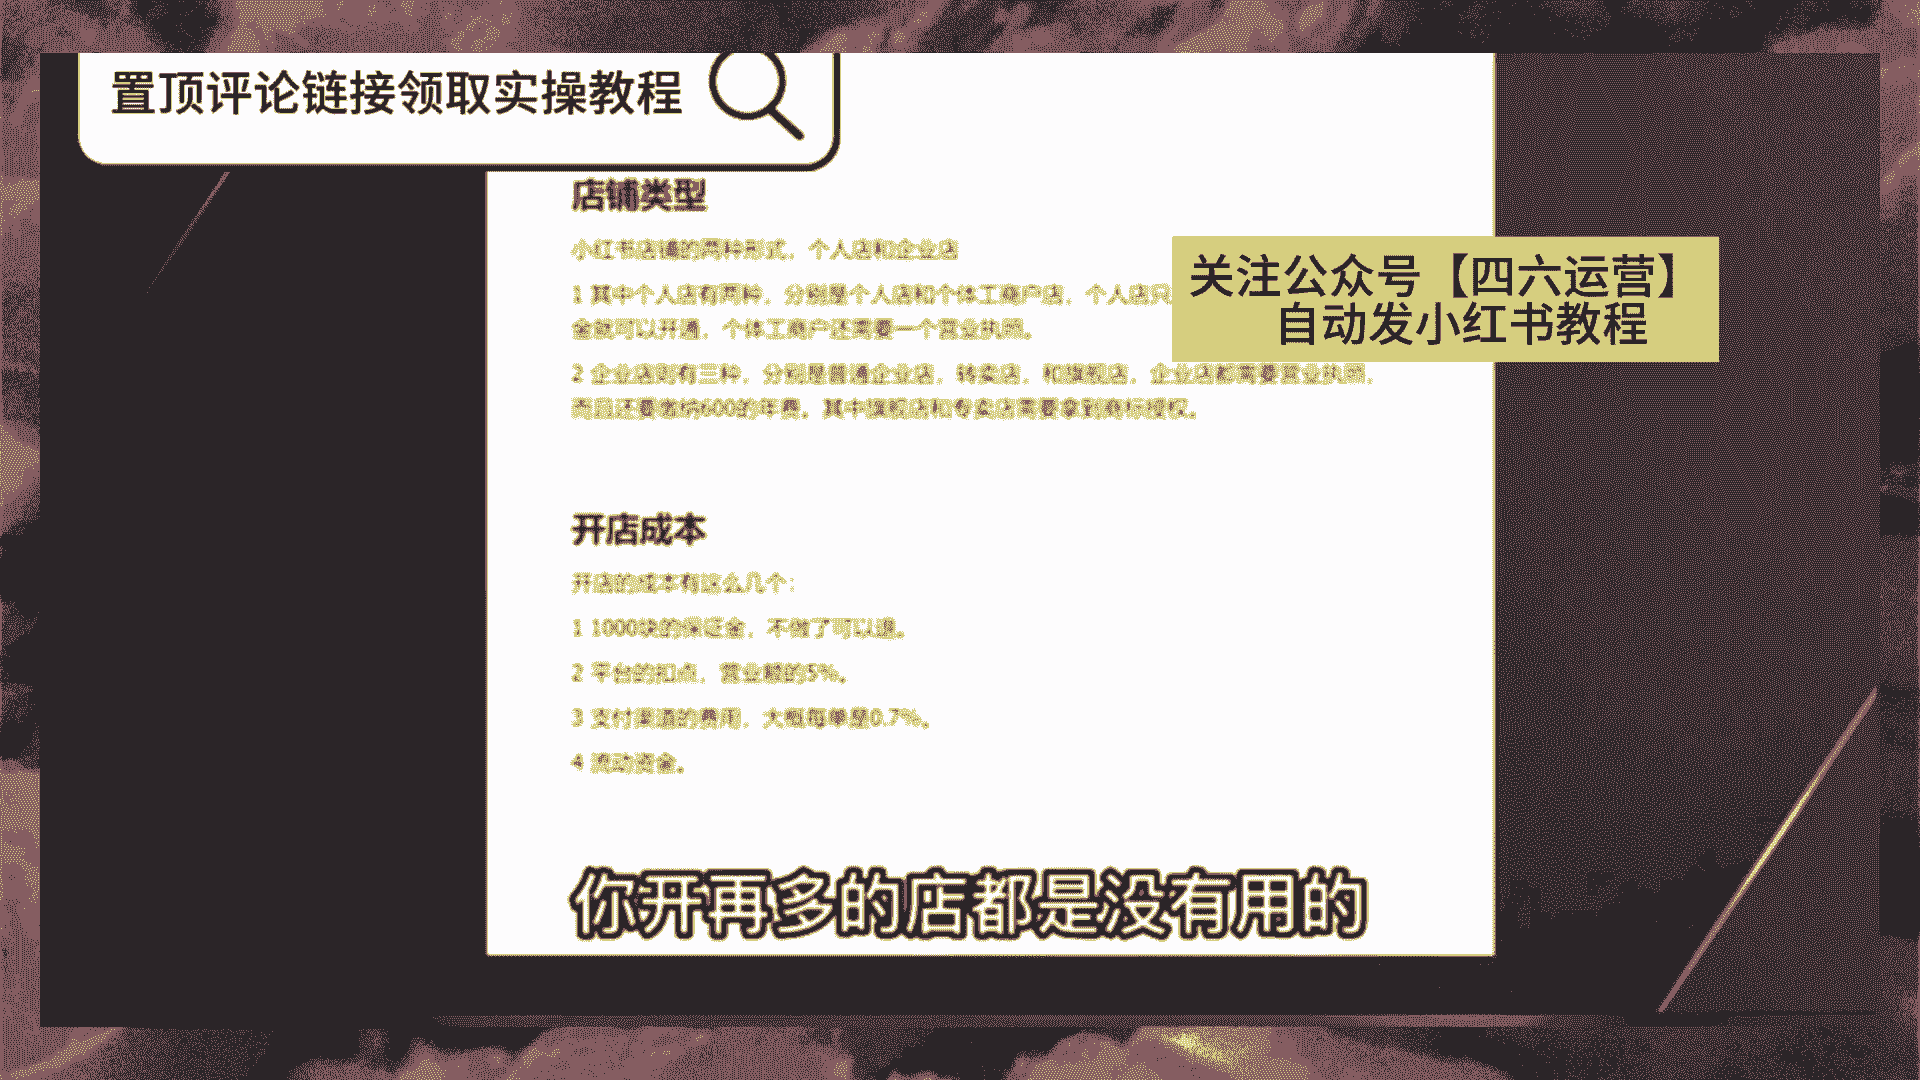 置顶评论链接领取实操教程
店铺类型
小红书店铺的两种形式，个人店和企业店
关注公众号【四六运营】
自动发小红书教程
1 其中个人店有两种，分别是个人店和个体工商户店，个人店只
金就可以开通，个体工商户还需要一个营业执照。
2 企业店则有三种，分别是普通企业店，转卖店，和旗舰店，企业店都需要营业执照，
而且还要缴纳600的年费，其中旗舰店和专卖店需要拿到商标授权。
开店成本
开店的成本有这么几个：
1 1000块的保证金，不做了可以退。
2 平台的扣点，营业额的5%。
3 支付渠道的费用，大概每单是0.7%。
4 流动资金。
你开再多的店都是没有用的